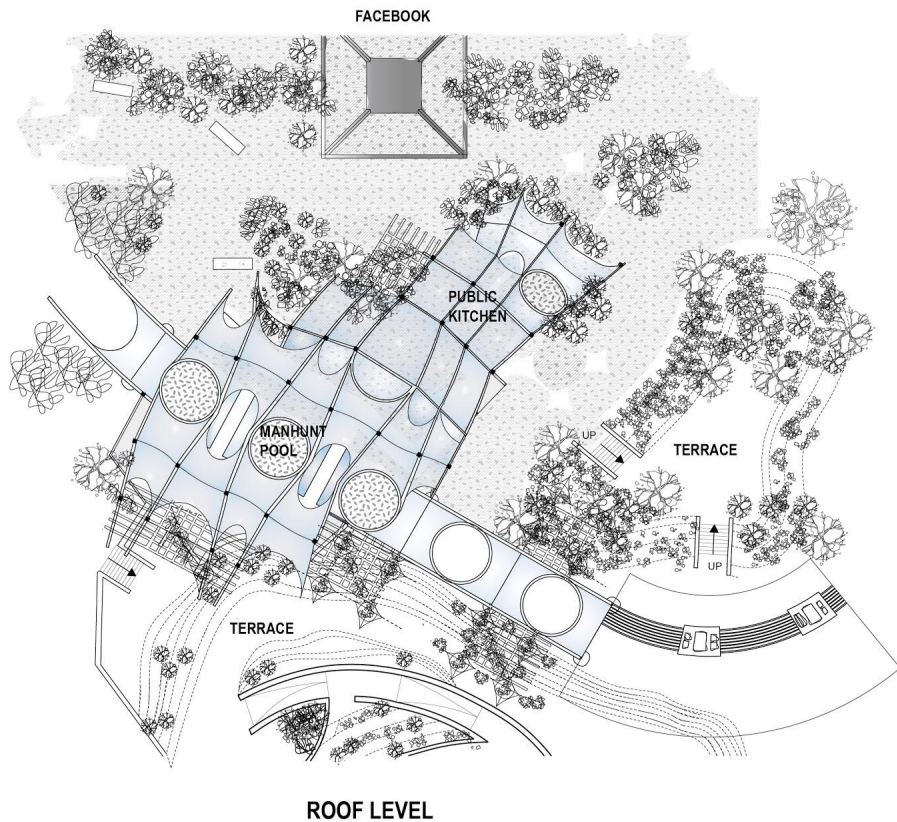 FACEBOOK
PUBLIC
KITCHEN
MANHUNT
POOL
UP
TERRACE
UP
TERRACE
ROOF LEVEL